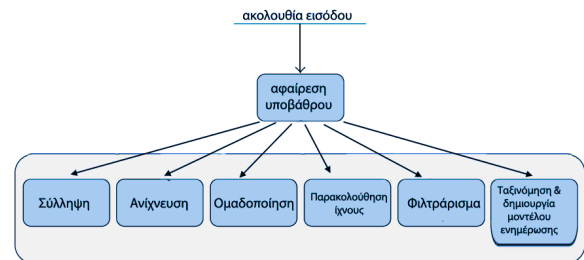 ακολουθία εισόδου
αφαίρεση
υποβάθρου
Σύλληψη
Ανίχνευση
Ομαδοποίηση
Παρακολούθηση
ίχνους
Φιλτράρισμα
Ταξινόμηση &
δημιουργία
μοντέλου
ενημέρωσης